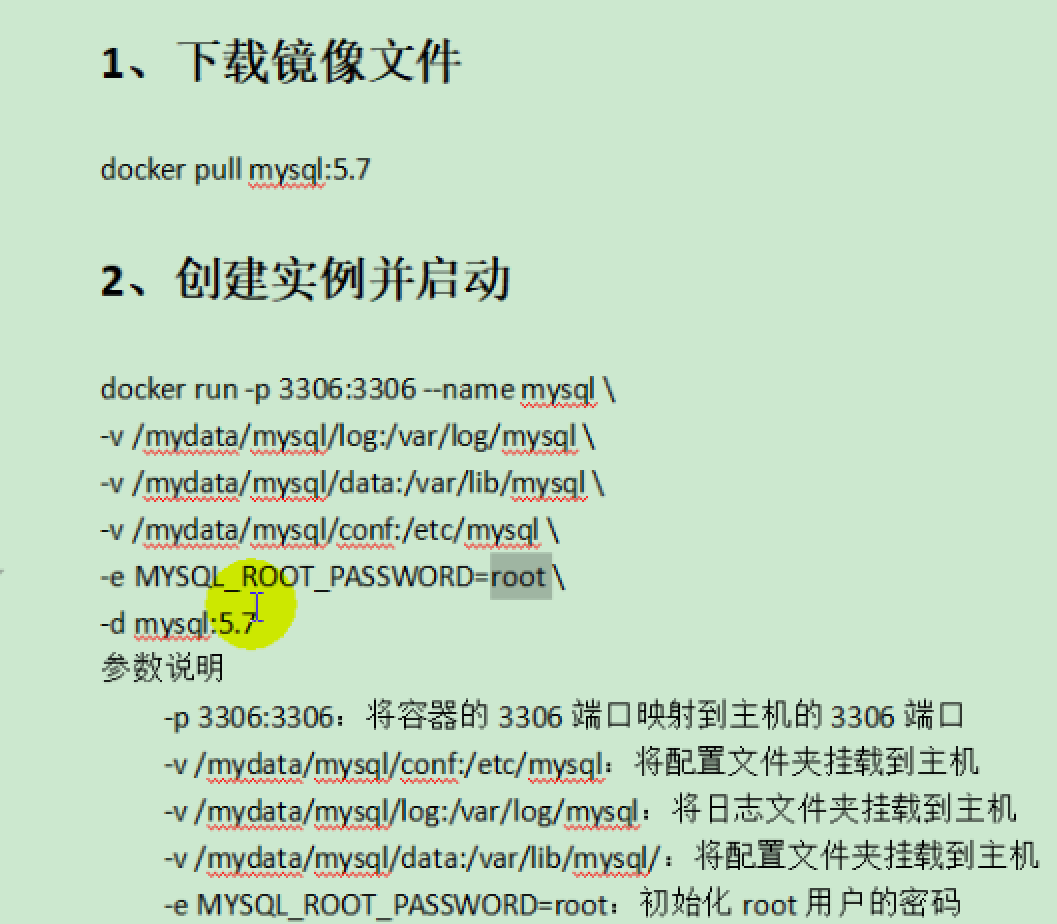 1、下载镜像文件
docker pull mysql:5.7
2、创建实例并启动
docker run -p 3306:3306 --name mysql \
-v /mydata/mysql/log:/var/log/mysql \
-v /mydata/mysql/data:/var/lib/mysql \
-v /mydata/mysql/conf:/etc/mysql \
-e MYSQL_ROOT_PASSWORD=root \
-d mysql:5.7
参数说明
-p 3306:3306：将容器的 3306 端口映射到主机的 3306 端口
-v /mydata/mysql/conf:/etc/mysql：将配置文件夹挂载到主机
-v /mydata/mysql/log:/var/log/mysql：将日志文件夹挂载到主机
-v /mydata/mysql/data:/var/lib/mysql/：将配置文件夹挂载到主机
-e MYSQL_ROOT_PASSWORD=root：初始化 root 用户的密码